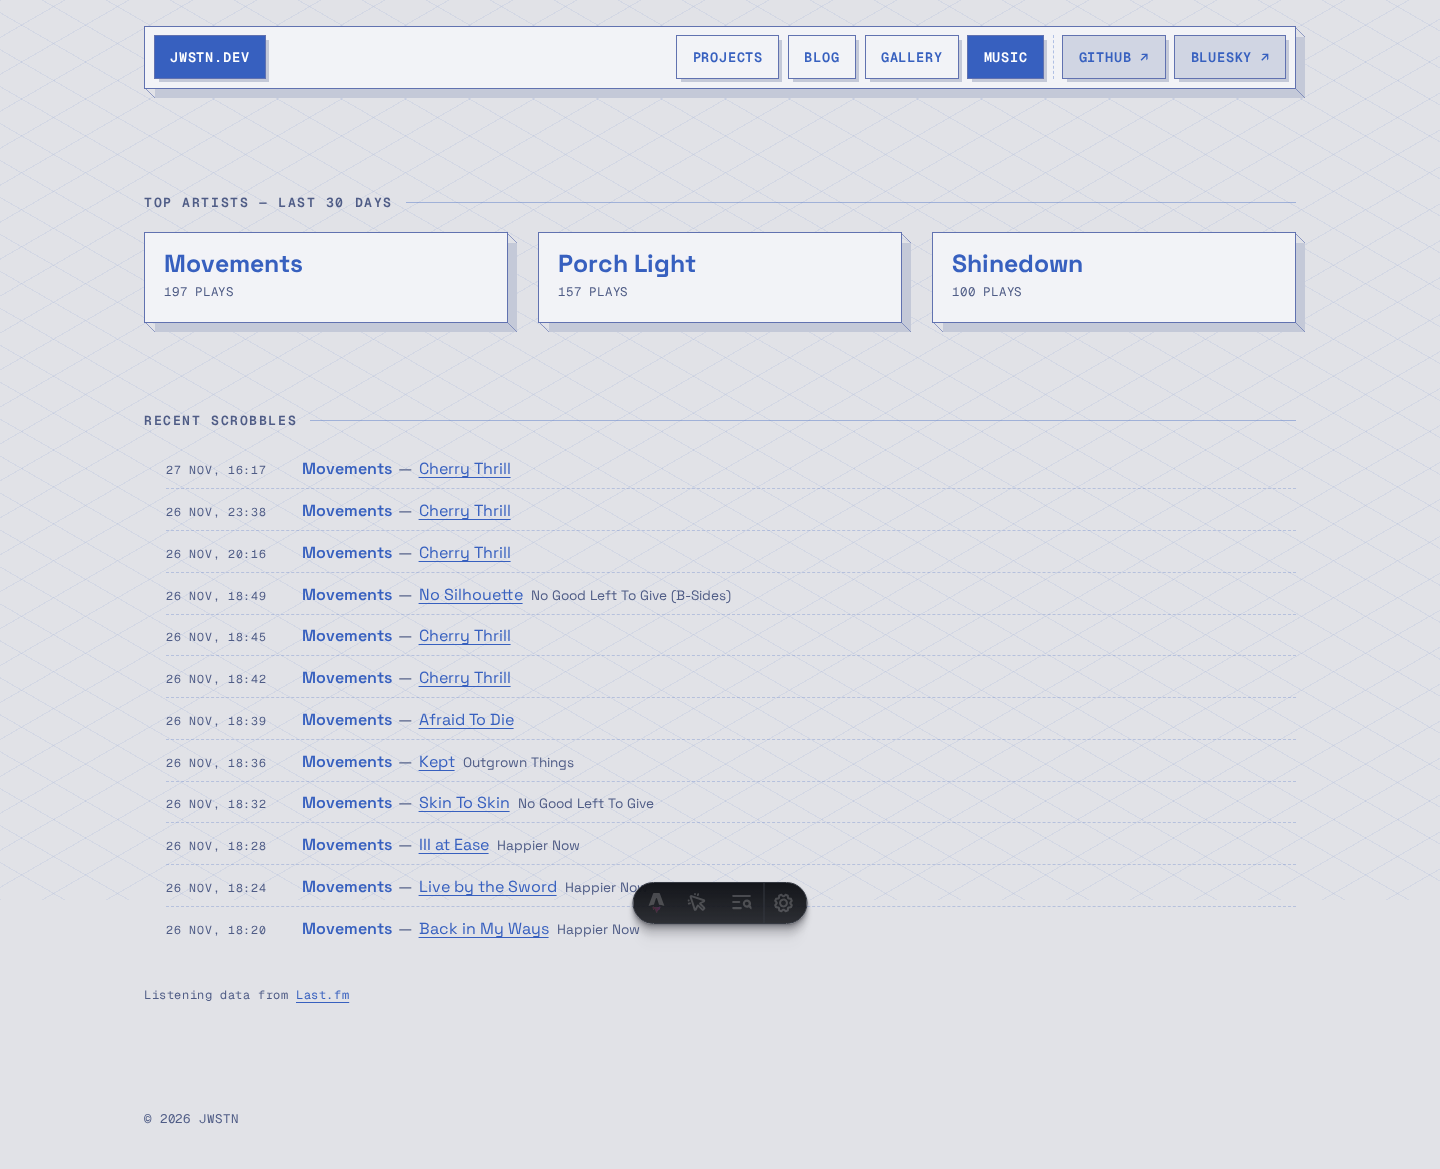 JWSTN.DEV PROJECTS BLOG GALLERY MUSIC GITHUB ↗ BLUESKY ↗
TOP ARTISTS — LAST 30 DAYS
Movements
197 PLAYS
Porch Light
157 PLAYS
Shinedown
100 PLAYS
RECENT SCROBBLES
27 NOV, 16:17 Movements — Cherry Thrill
26 NOV, 23:38 Movements — Cherry Thrill
26 NOV, 20:16 Movements — Cherry Thrill
26 NOV, 18:49 Movements — No Silhouette No Good Left To Give (B-Sides)
26 NOV, 18:45 Movements — Cherry Thrill
26 NOV, 18:42 Movements — Cherry Thrill
26 NOV, 18:39 Movements — Afraid To Die
26 NOV, 18:36 Movements — Kept Outgrown Things
26 NOV, 18:32 Movements — Skin To Skin No Good Left To Give
26 NOV, 18:28 Movements — Ill at Ease Happier Now
26 NOV, 18:24 Movements — Live by the Sword Happier Now
26 NOV, 18:20 Movements — Back in My Ways Happier Now
Listening data from Last.fm
© 2026 JWSTN